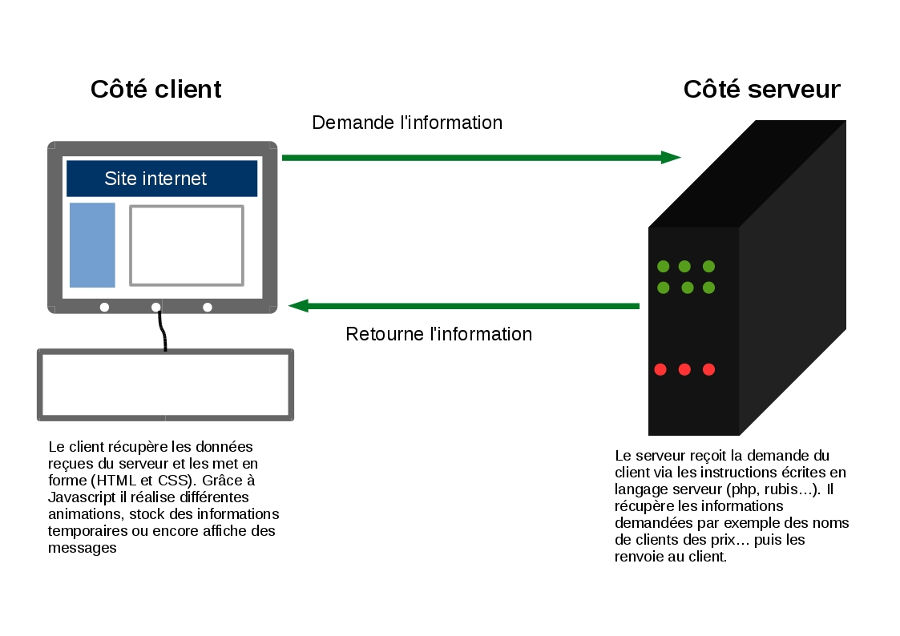 Côté client
Côté serveur
Demande l'information
Site internet
Retourne l'information
Le client récupère les données
reçues du serveur et les met en
forme (HTML et CSS). Grâce à
Javascript il réalise différentes
animations, stock des informations
temporaires ou encore affiche des
messages
Le serveur reçoit la demande du
client via les instructions écrites en
langage serveur (php, rubis…). Il
récupère les informations
demandées par exemple des noms
de clients des prix… puis les
renvoie au client.